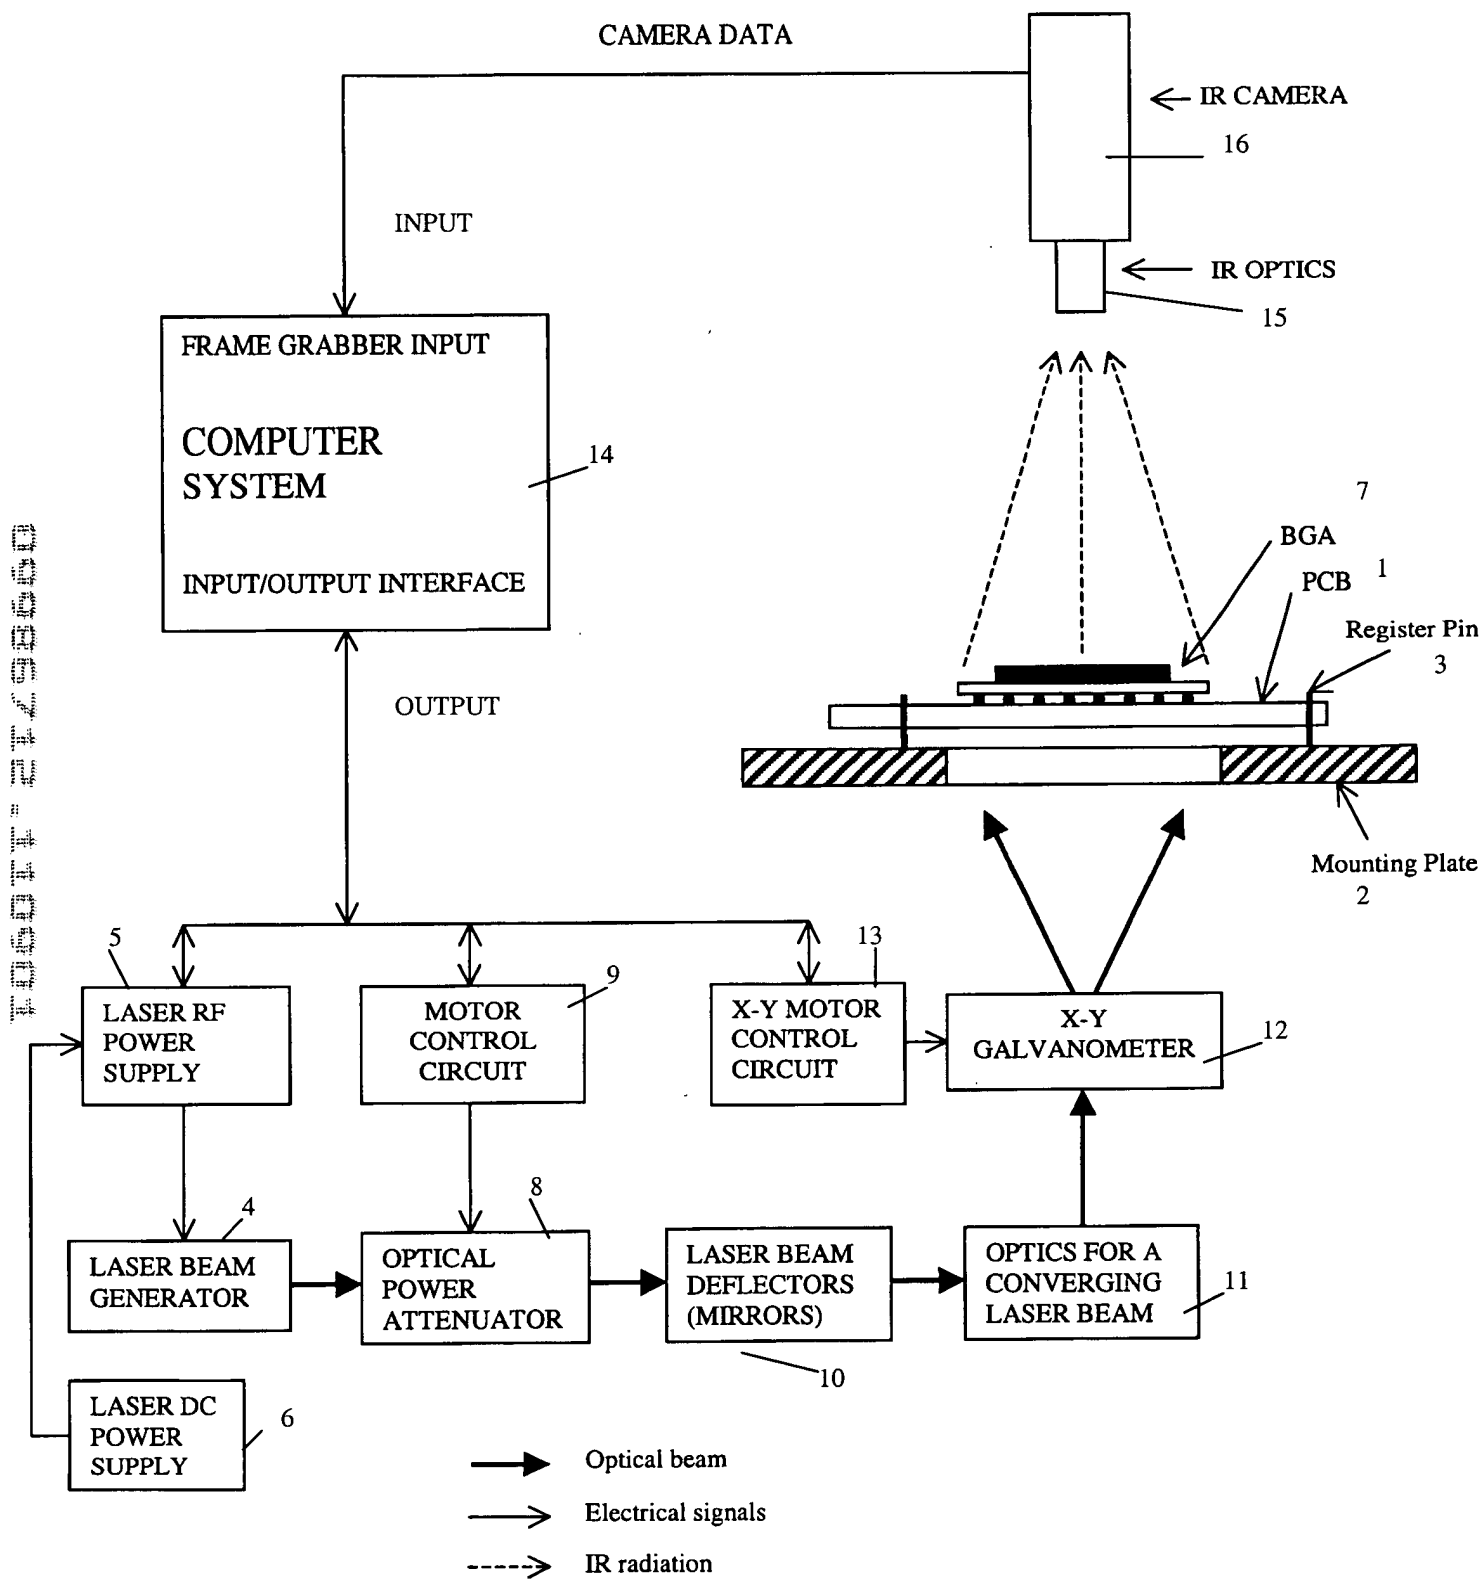 CAMERA DATA
IR CAMERA
16
INPUT
IR OPTICS
15
FRAME GRABBER INPUT
COMPUTER
SYSTEM
14
INPUT/OUTPUT INTERFACE
7
BGA
PCB
1
Register Pin
3
OUTPUT
Mounting Plate
2
5
LASER RF
POWER
SUPPLY
9
MOTOR
CONTROL
CIRCUIT
13
X-Y MOTOR
CONTROL
CIRCUIT
X-Y
GALVANOMETER
12
4
LASER BEAM
GENERATOR
8
OPTICAL
POWER
ATTENUATOR
LASER BEAM
DEFLECTORS
(MIRRORS)
10
OPTICS FOR A
CONVERGING
LASER BEAM
11
LASER DC
POWER
SUPPLY
6
Optical beam
Electrical signals
IR radiation